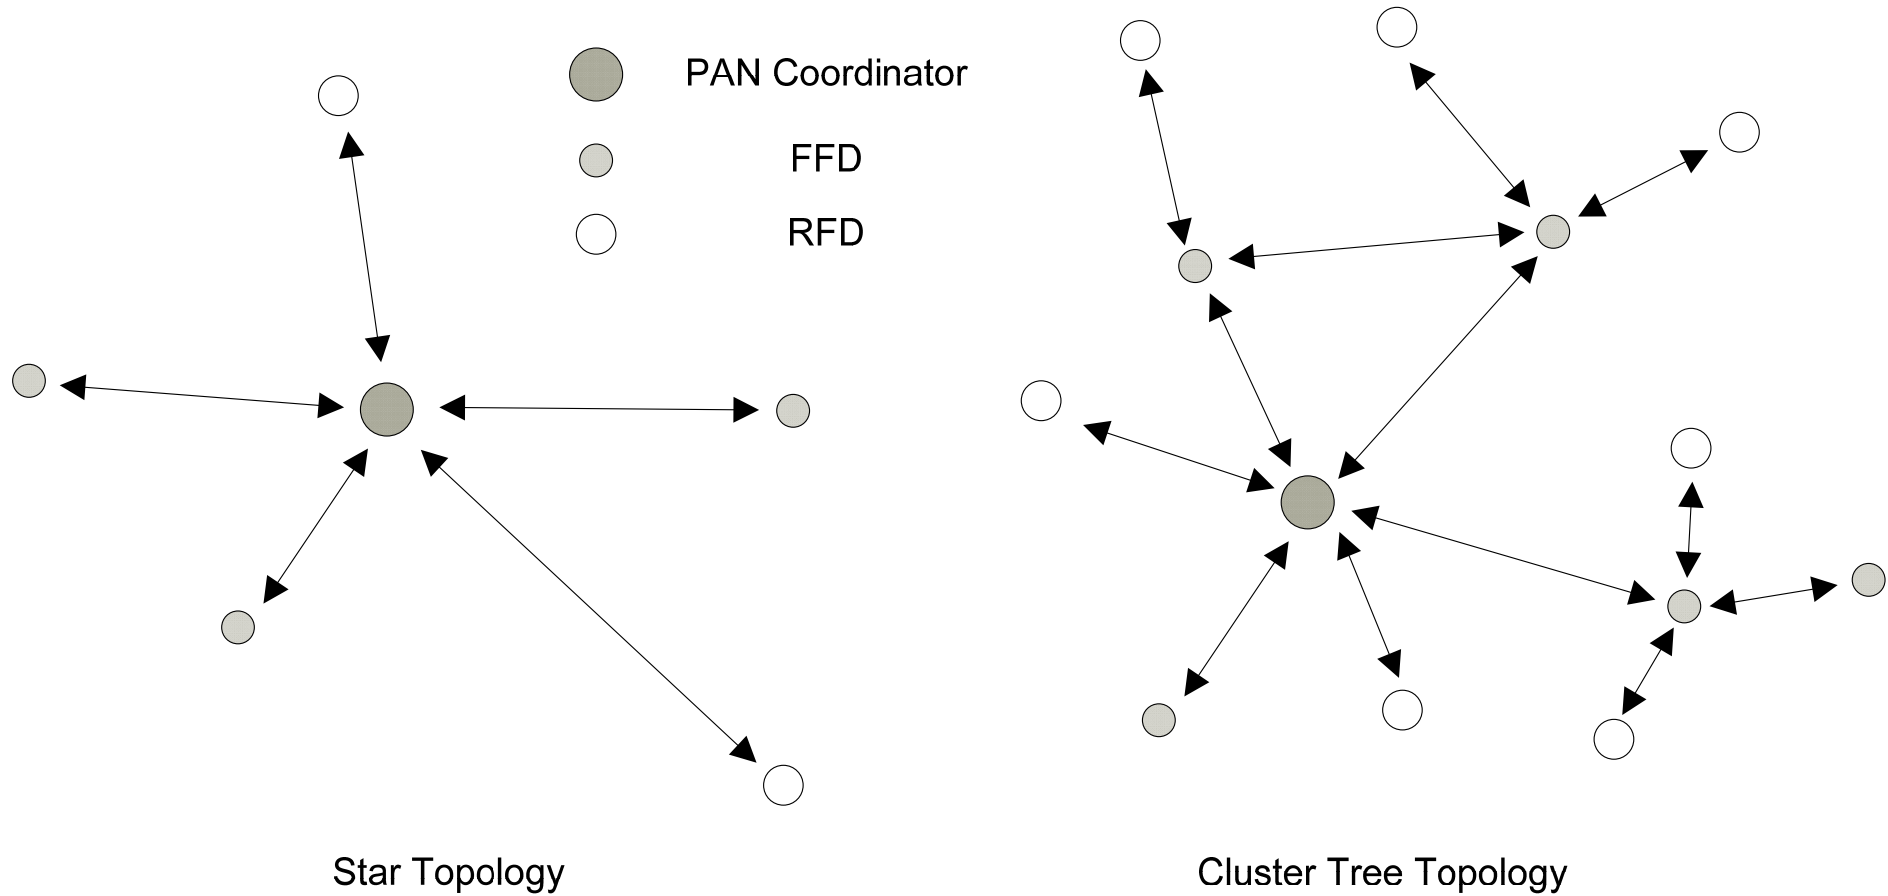 PAN Coordinator
FFD
RFD
Star Topology
Cluster Tree Topology